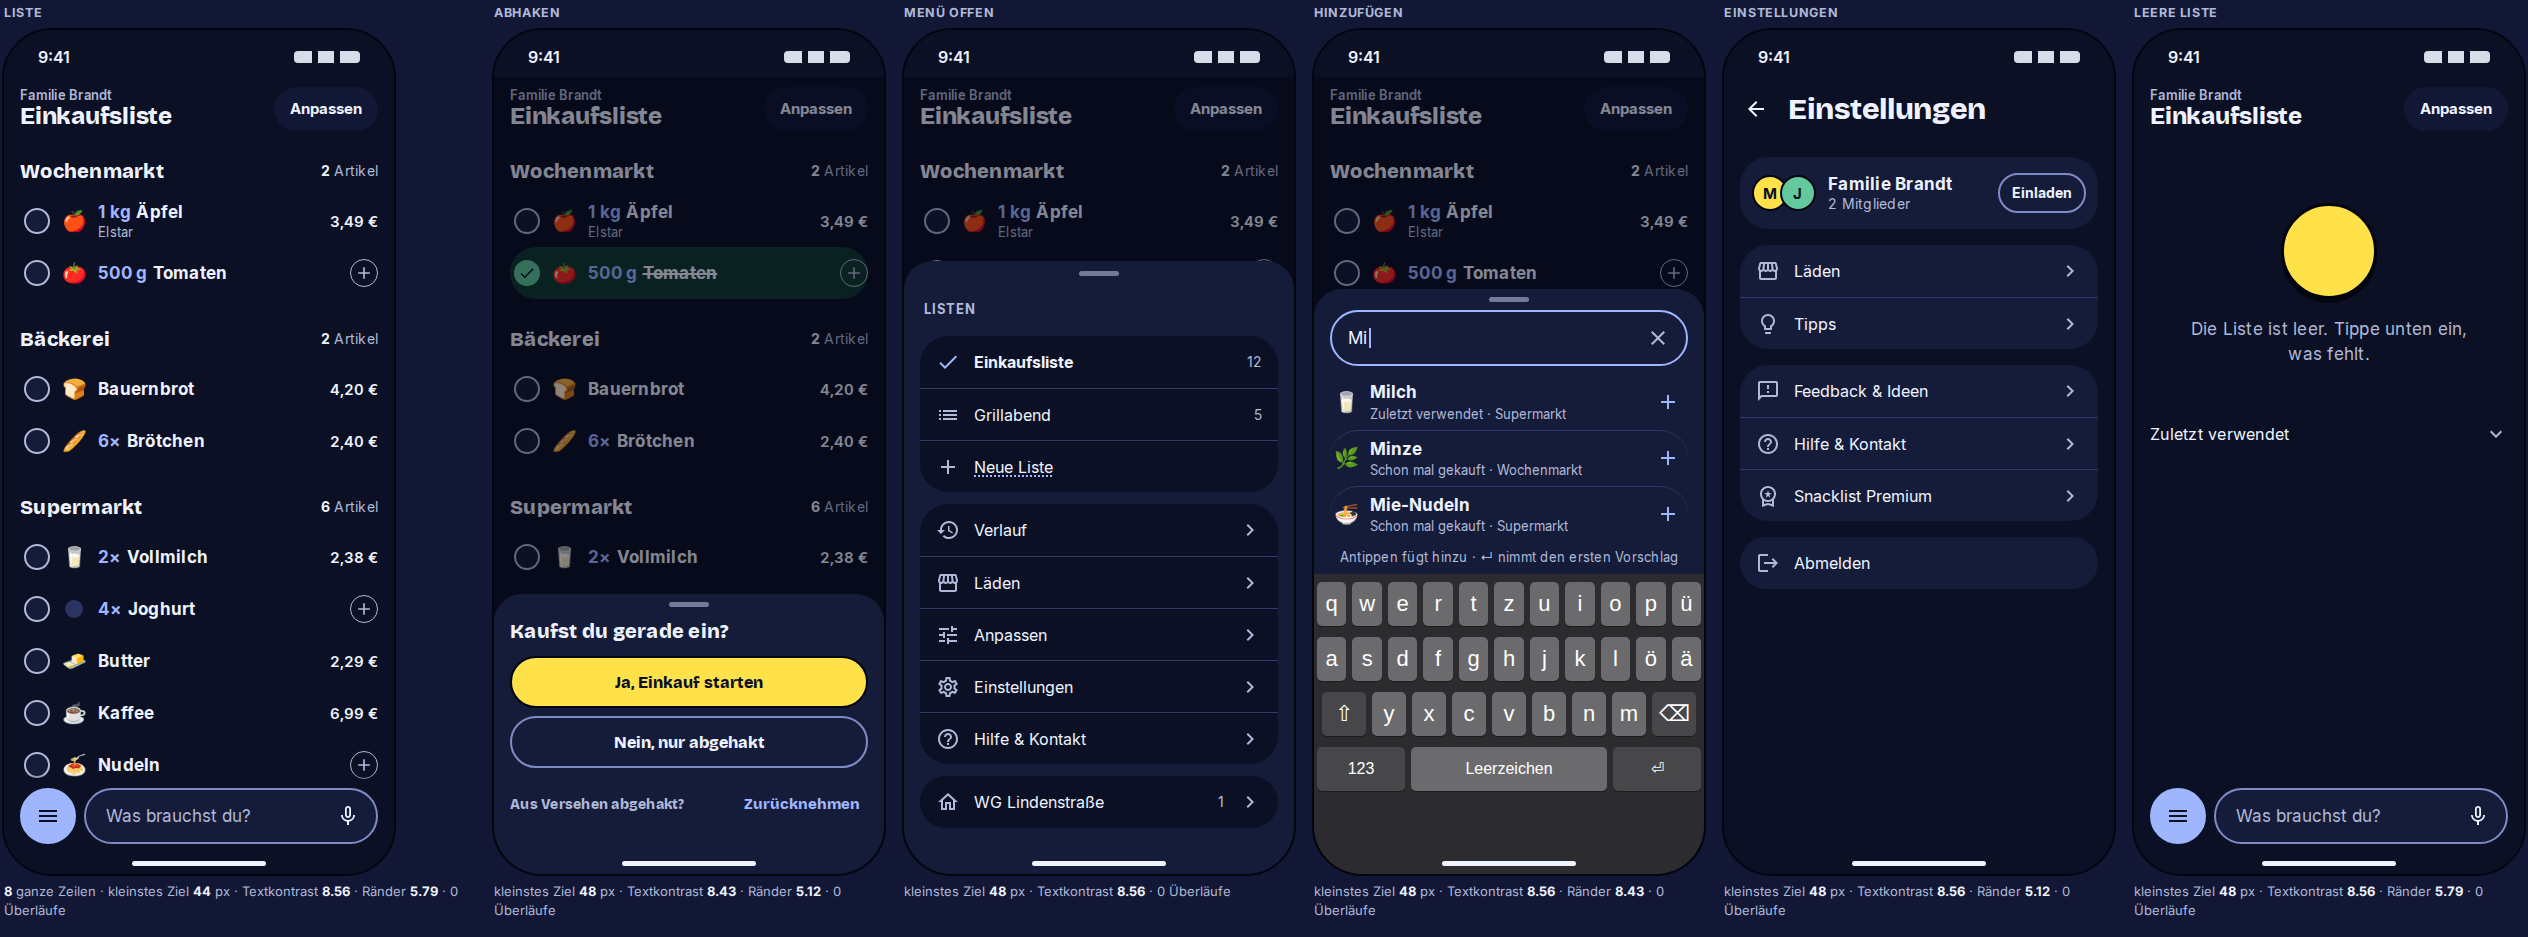 LISTE
9:41
Familie Brandt
Einkaufsliste
Anpassen
Wochenmarkt
2 Artikel
1 kg Äpfel
Elstar
3,49 €
500 g Tomaten
Bäckerei
2 Artikel
Bauernbrot
4,20 €
6× Brötchen
2,40 €
Supermarkt
6 Artikel
2× Vollmilch
2,38 €
4× Joghurt
Butter
2,29 €
Kaffee
6,99 €
Nudeln
Was brauchst du?
8 ganze Zeilen · kleinstes Ziel 44 px · Textkontrast 8.56 · Ränder 5.79 · 0
Überläufe
ABHAKEN
9:41
Familie Brandt
Einkaufsliste
Anpassen
Wochenmarkt
2 Artikel
1 kg Äpfel
Elstar
3,49 €
500 g Tomaten
Bäckerei
2 Artikel
Bauernbrot
4,20 €
6× Brötchen
2,40 €
Supermarkt
6 Artikel
2× Vollmilch
2,38 €
Kaufst du gerade ein?
Ja, Einkauf starten
Nein, nur abgehakt
Aus Versehen abgehakt?
Zurücknehmen
kleinstes Ziel 48 px · Textkontrast 8.43 · Ränder 5.12 · 0
Überläufe
MENÜ OFFEN
9:41
Familie Brandt
Einkaufsliste
Anpassen
Wochenmarkt
2 Artikel
1 kg Äpfel
Elstar
3,49 €
LISTEN
Einkaufsliste
12
Grillabend
5
Neue Liste
Verlauf
Läden
Anpassen
Einstellungen
Hilfe & Kontakt
WG Lindenstraße
1
kleinstes Ziel 48 px · Textkontrast 8.56 · 0 Überläufe
HINZUFÜGEN
9:41
Familie Brandt
Einkaufsliste
Anpassen
Wochenmarkt
2 Artikel
1 kg Äpfel
Elstar
3,49 €
500 g Tomaten
Mi
Milch
Zuletzt verwendet · Supermarkt
Minze
Schon mal gekauft · Wochenmarkt
Mie-Nudeln
Schon mal gekauft · Supermarkt
Antippen fügt hinzu · ↵ nimmt den ersten Vorschlag
q w e r t z u i o p ü
a s d f g h j k l ö ä
⇧ y x c v b n m ⌫
123 Leerzeichen ⏎
kleinstes Ziel 48 px · Textkontrast 8.56 · Ränder 8.43 · 0
Überläufe
EINSTELLUNGEN
9:41
Einstellungen
M J
Familie Brandt
2 Mitglieder
Einladen
Läden
Tipps
Feedback & Ideen
Hilfe & Kontakt
Snacklist Premium
Abmelden
kleinstes Ziel 48 px · Textkontrast 8.56 · Ränder 5.12 · 0
Überläufe
LEERE LISTE
9:41
Familie Brandt
Einkaufsliste
Anpassen
Die Liste ist leer. Tippe unten ein,
was fehlt.
Zuletzt verwendet
Was brauchst du?
kleinstes Ziel 48 px · Textkontrast 8.56 · Ränder 5.79 · 0
Überläufe